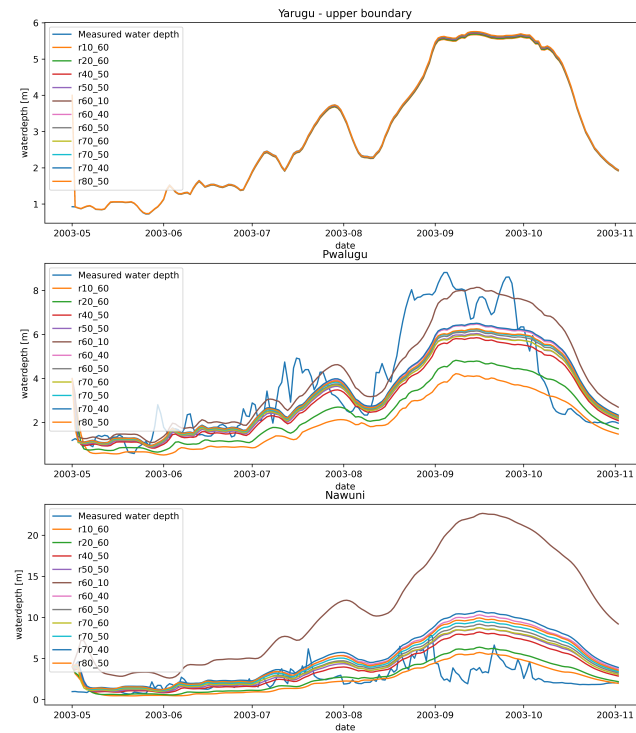 Yarugu - upper boundary
waterdepth [m]
6
5
4
3
2
1
Measured water depth
r10_60
r20_60
r40_50
r50_50
r60_10
r60_40
r60_50
r70_60
r70_50
r70_40
r80_50
2003-05 2003-06 2003-07 2003-08 2003-09 2003-10 2003-11
date
Pwalugu
waterdepth [m]
8
6
4
2
Measured water depth
r10_60
r20_60
r40_50
r50_50
r60_10
r60_40
r60_50
r70_60
r70_50
r70_40
r80_50
2003-05 2003-06 2003-07 2003-08 2003-09 2003-10 2003-11
date
Nawuni
waterdepth [m]
20
15
10
5
0
Measured water depth
r10_60
r20_60
r40_50
r50_50
r60_10
r60_40
r60_50
r70_60
r70_50
r70_40
r80_50
2003-05 2003-06 2003-07 2003-08 2003-09 2003-10 2003-11
date